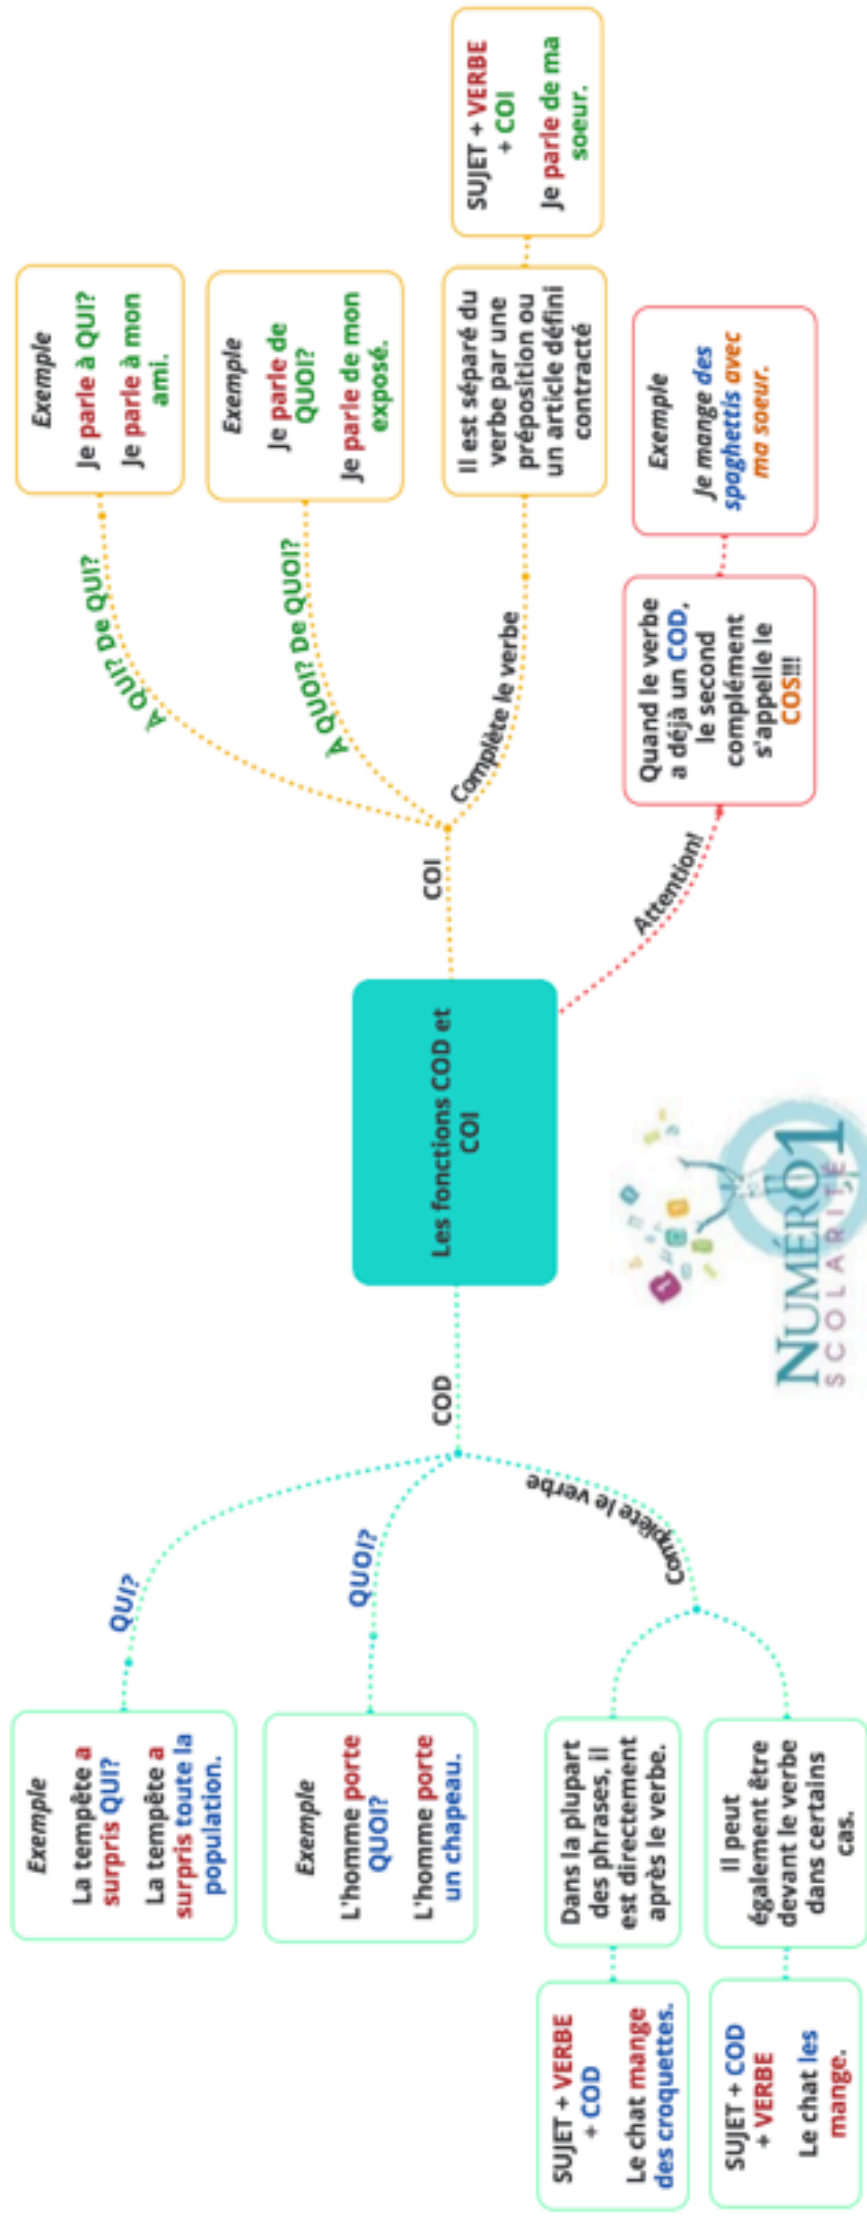 Les fonctions COD et
COI
COD
QUI?
Exemple
La tempête a
surpris QUI?
La tempête a
surpris toute la
population.
QUOI?
Exemple
L'homme porte
QUOI?
L'homme porte
un chapeau.
Complète le verbe
Dans la plupart
des phrases, il
est directement
après le verbe.
SUJET + VERBE
+ COD
Le chat mange
des croquettes.
Il peut
également être
devant le verbe
dans certains
cas.
SUJET + COD
+ VERBE
Le chat les
mange.
COI
À QUI? De QUI?
Exemple
Je parle à QUI?
Je parle à mon
ami.
À QUOI? De QUOI?
Exemple
Je parle de
QUOI?
Je parle de mon
exposé.
Complète le verbe
Il est séparé du
verbe par une
préposition ou
un article défini
contracté
SUJET + VERBE
+ COI
Je parle de ma
soeur.
Attention!
Quand le verbe
a déjà un COD,
le second
complément
s'appelle le
COS!!!
Exemple
Je mange des
spaghettis avec
ma soeur.
NUMÉRO1
SCOLARITÉ